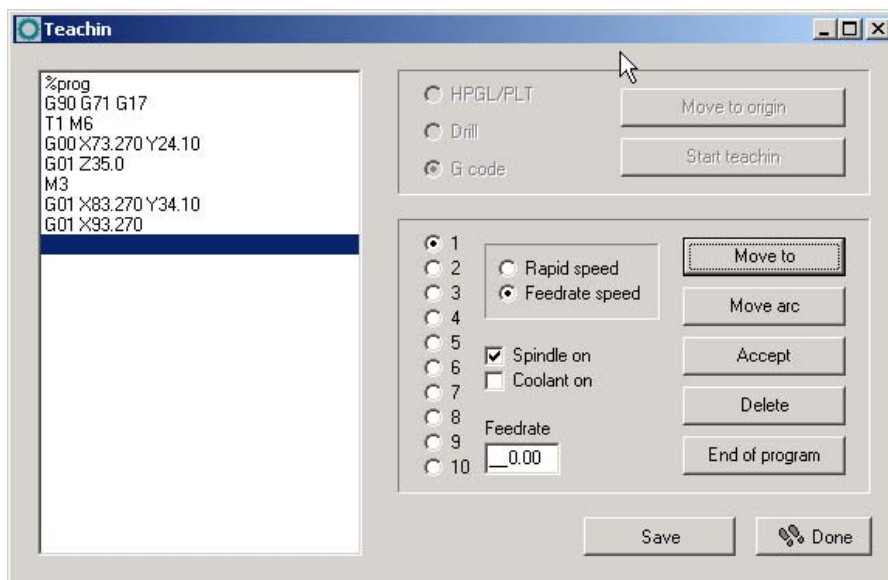 Teachin
%prog
G90 G71 G17
T1 M6
G00 X73.270 Y24.10
G01 Z35.0
M3
G01 X83.270 Y34.10
G01 X93.270
HPGL/PLT
Drill
G code
Move to origin
Start teachin
1
2
3
4
5
6
7
8
9
10
Rapid speed
Feedrate speed
Spindle on
Coolant on
Feedrate
__0.00
Move to
Move arc
Accept
Delete
End of program
Save
Done